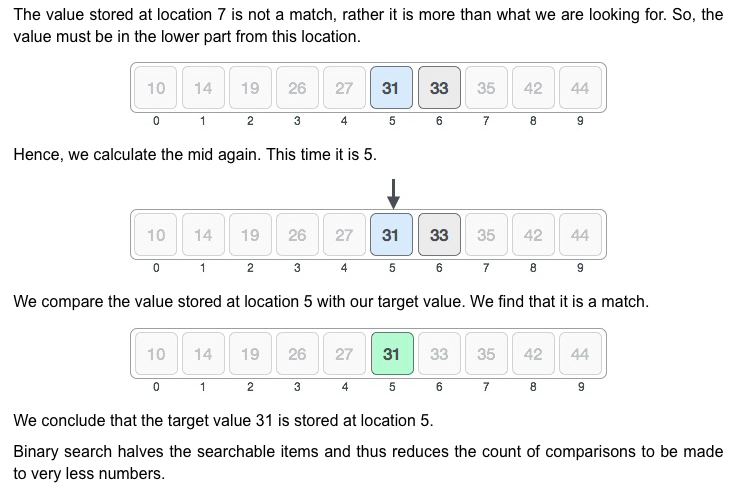 The value stored at location 7 is not a match, rather it is more than what we are looking for. So, the
value must be in the lower part from this location.
10 14 19 26 27 31 33 35 42 44
0 1 2 3 4 5 6 7 8 9
Hence, we calculate the mid again. This time it is 5.
10 14 19 26 27 31 33 35 42 44
0 1 2 3 4 5 6 7 8 9
We compare the value stored at location 5 with our target value. We find that it is a match.
10 14 19 26 27 31 33 35 42 44
0 1 2 3 4 5 6 7 8 9
We conclude that the target value 31 is stored at location 5.
Binary search halves the searchable items and thus reduces the count of comparisons to be made
to very less numbers.